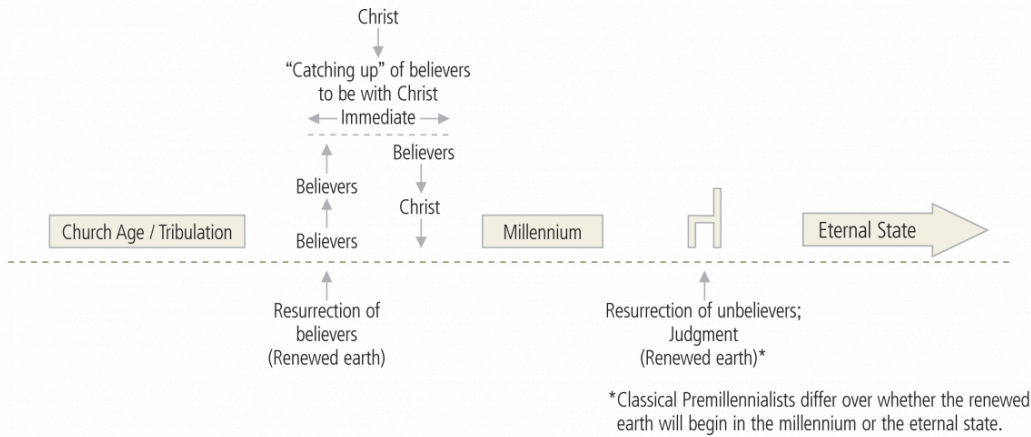 Christ
“Catching up” of believers
to be with Christ
Immediate
Believers
Believers
Christ
Church Age / Tribulation
Believers
Millennium
Eternal State
Resurrection of
believers
(Renewed earth)
Resurrection of unbelievers;
Judgment
(Renewed earth)*
*Classical Premillennialists differ over whether the renewed
earth will begin in the millennium or the eternal state.